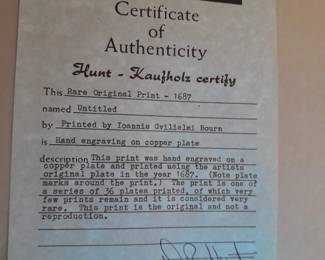 Certificate
of
Authenticity
Hunt - Kaufholz certify
This Rare Original Print - 1687
named Untitled
by Printed by Ioannis Gvilielmi Bourn
is Hand engraving on copper plate
description This print was hand engraved on a
copper plate and printed using the artists
original plate in the year 1687. (Note plate
marks around the print.) The print is one of
a series of 36 plates printed, of which very
few prints remain and it is considered very
rare. This print is the original and not a
reproduction.